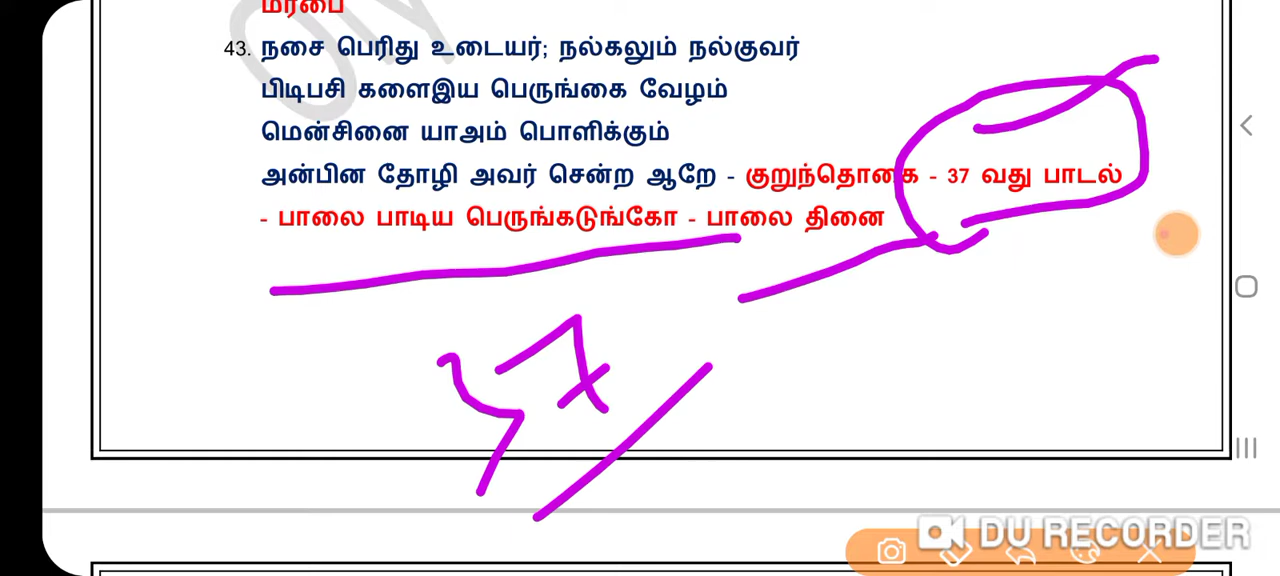 மரபை
43. நசை பெரிது உடையர்; நல்கலும் நல்குவர்
பிடிபசி களைஇய பெருங்கை வேழம்
மென்சினை யாஅம் பொளிக்கும்
அன்பின தோழி அவர் சென்ற ஆறே - குறுந்தொகை - 37 வது பாடல்
- பாலை பாடிய பெருங்கடுங்கோ - பாலை தினை
37
DU RECORDER